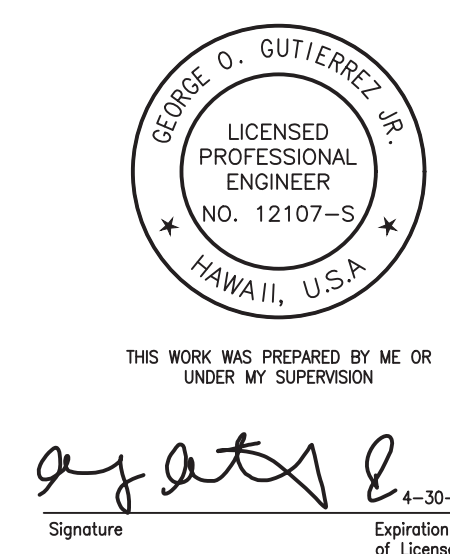 GEORGE O. GUTIERREZ JR.
LICENSED
PROFESSIONAL
ENGINEER
NO. 12107-S
HAWAII, U.S.A
THIS WORK WAS PREPARED BY ME OR
UNDER MY SUPERVISION
4-30-
Signature
Expiration
of License